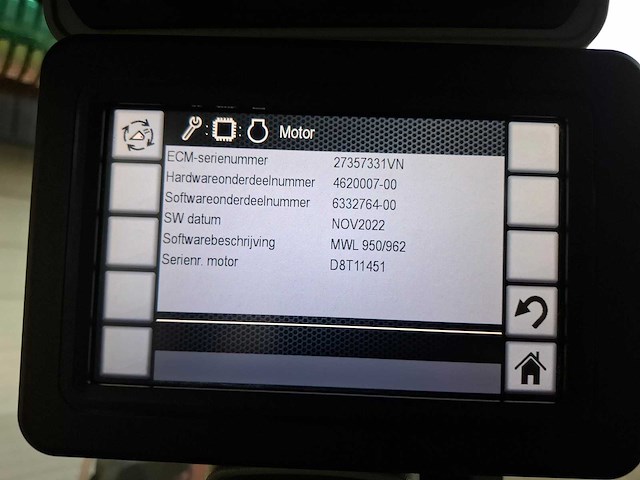 Motor
ECM-serienummer 27357331VN
Hardwareonderdeelnummer 4620007-00
Softwareonderdeelnummer 6332764-00
SW datum NOV2022
Softwarebeschrijving MWL 950/962
Serienr. motor D8T11451